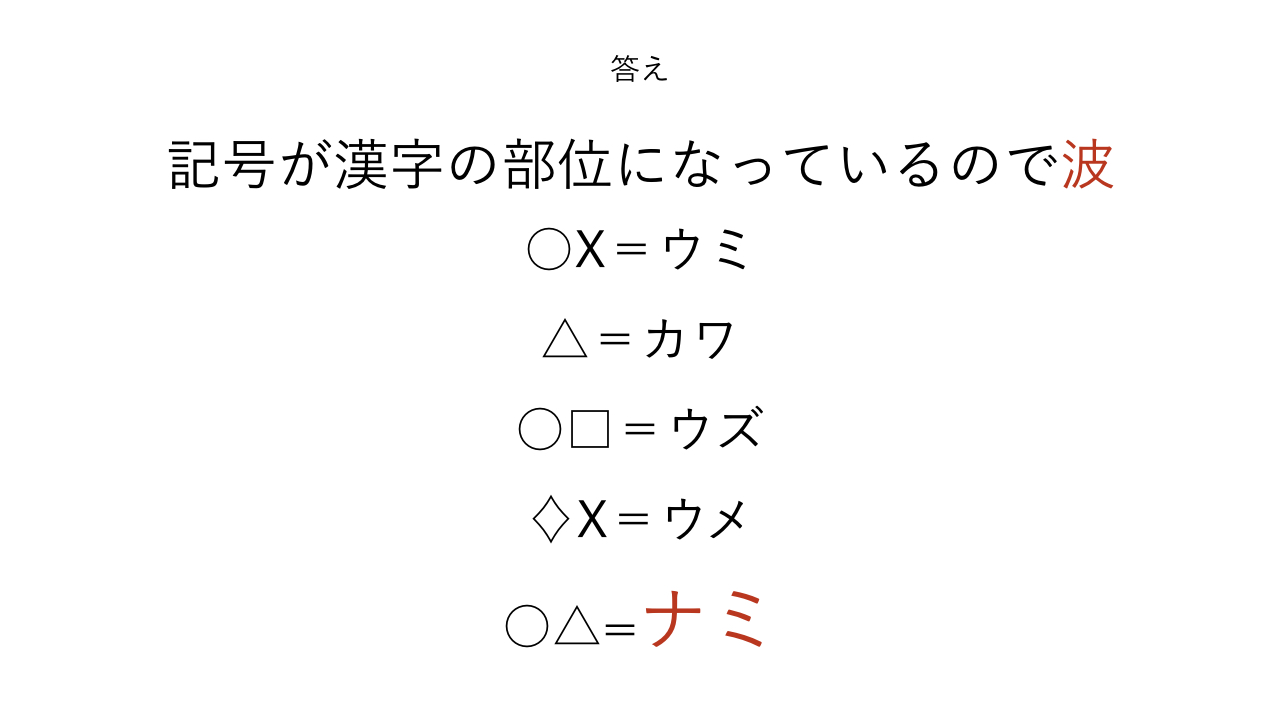 答え
記号が漢字の部位になっているので波
○X＝ウミ
△＝カワ
○□＝ウズ
♢X＝ウメ
○△=ナミ